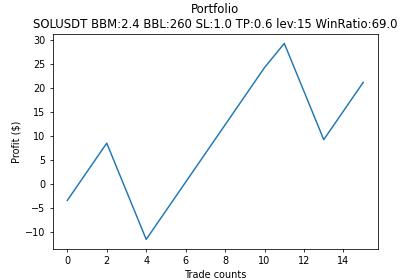 Portfolio
SOLUSDT BBM:2.4 BBL:260 SL:1.0 TP:0.6 lev:15 WinRatio:69.0
Profit ($)
30
25
20
15
10
5
0
−5
−10
0 2 4 6 8 10 12 14
Trade counts